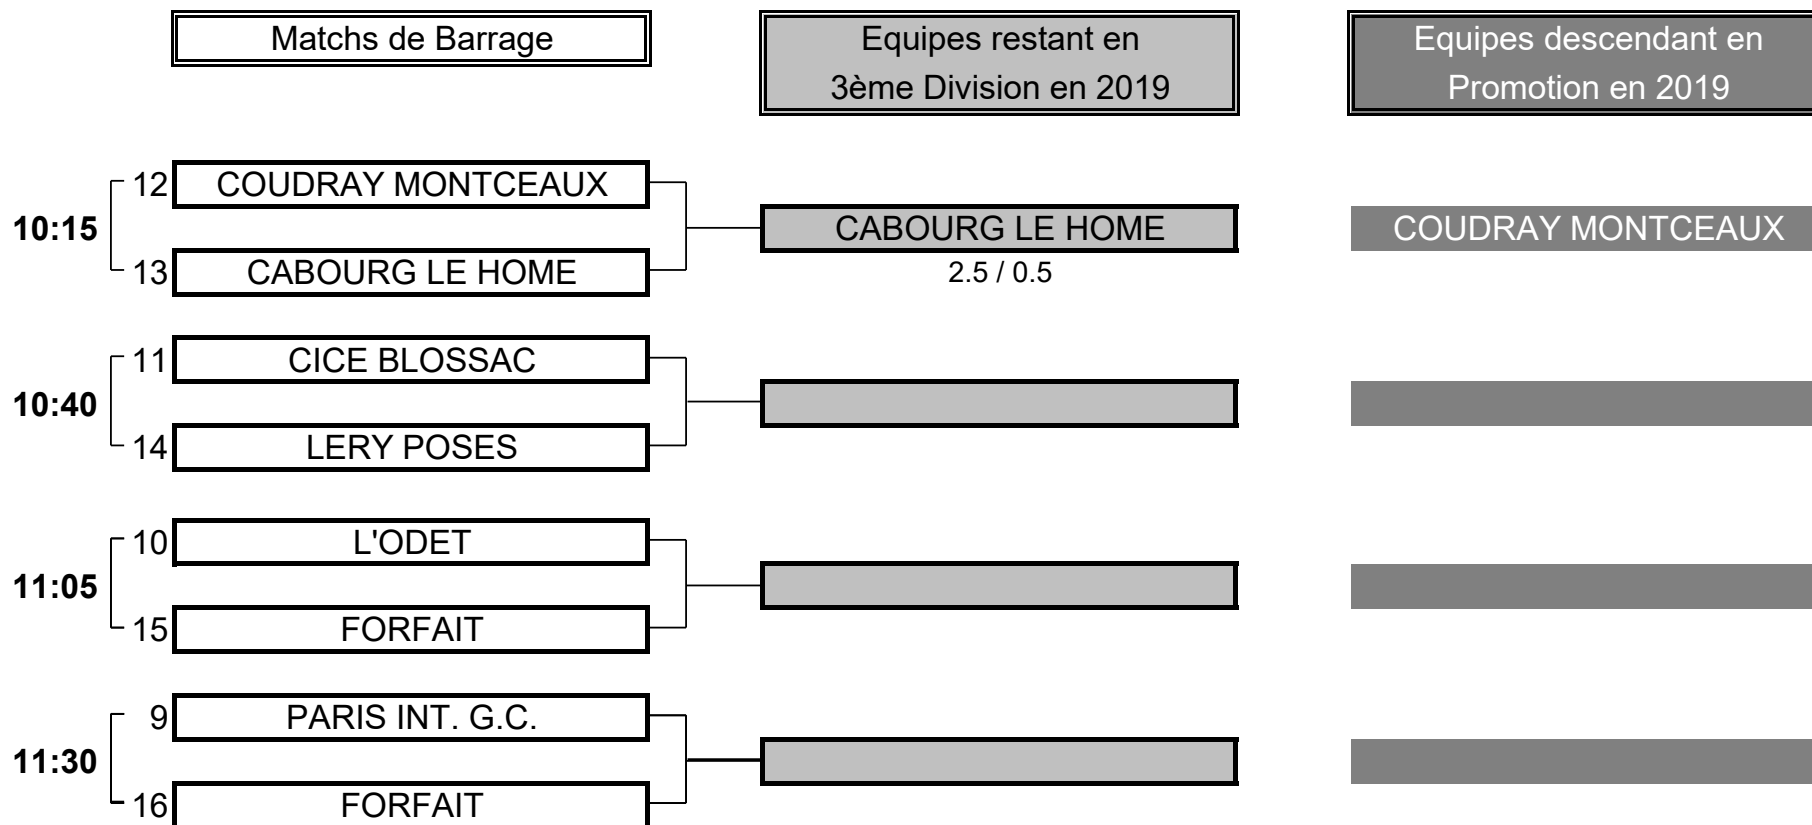 Matchs de Barrage
Equipes restant en
3ème Division en 2019
Equipes descendant en
Promotion en 2019
12 COUDRAY MONTCEAUX
10:15 CABOURG LE HOME COUDRAY MONTCEAUX
13 CABOURG LE HOME 2.5 / 0.5
11 CICE BLOSSAC
10:40
14 LERY POSES
10 L'ODET
11:05
15 FORFAIT
9 PARIS INT. G.C.
11:30
16 FORFAIT